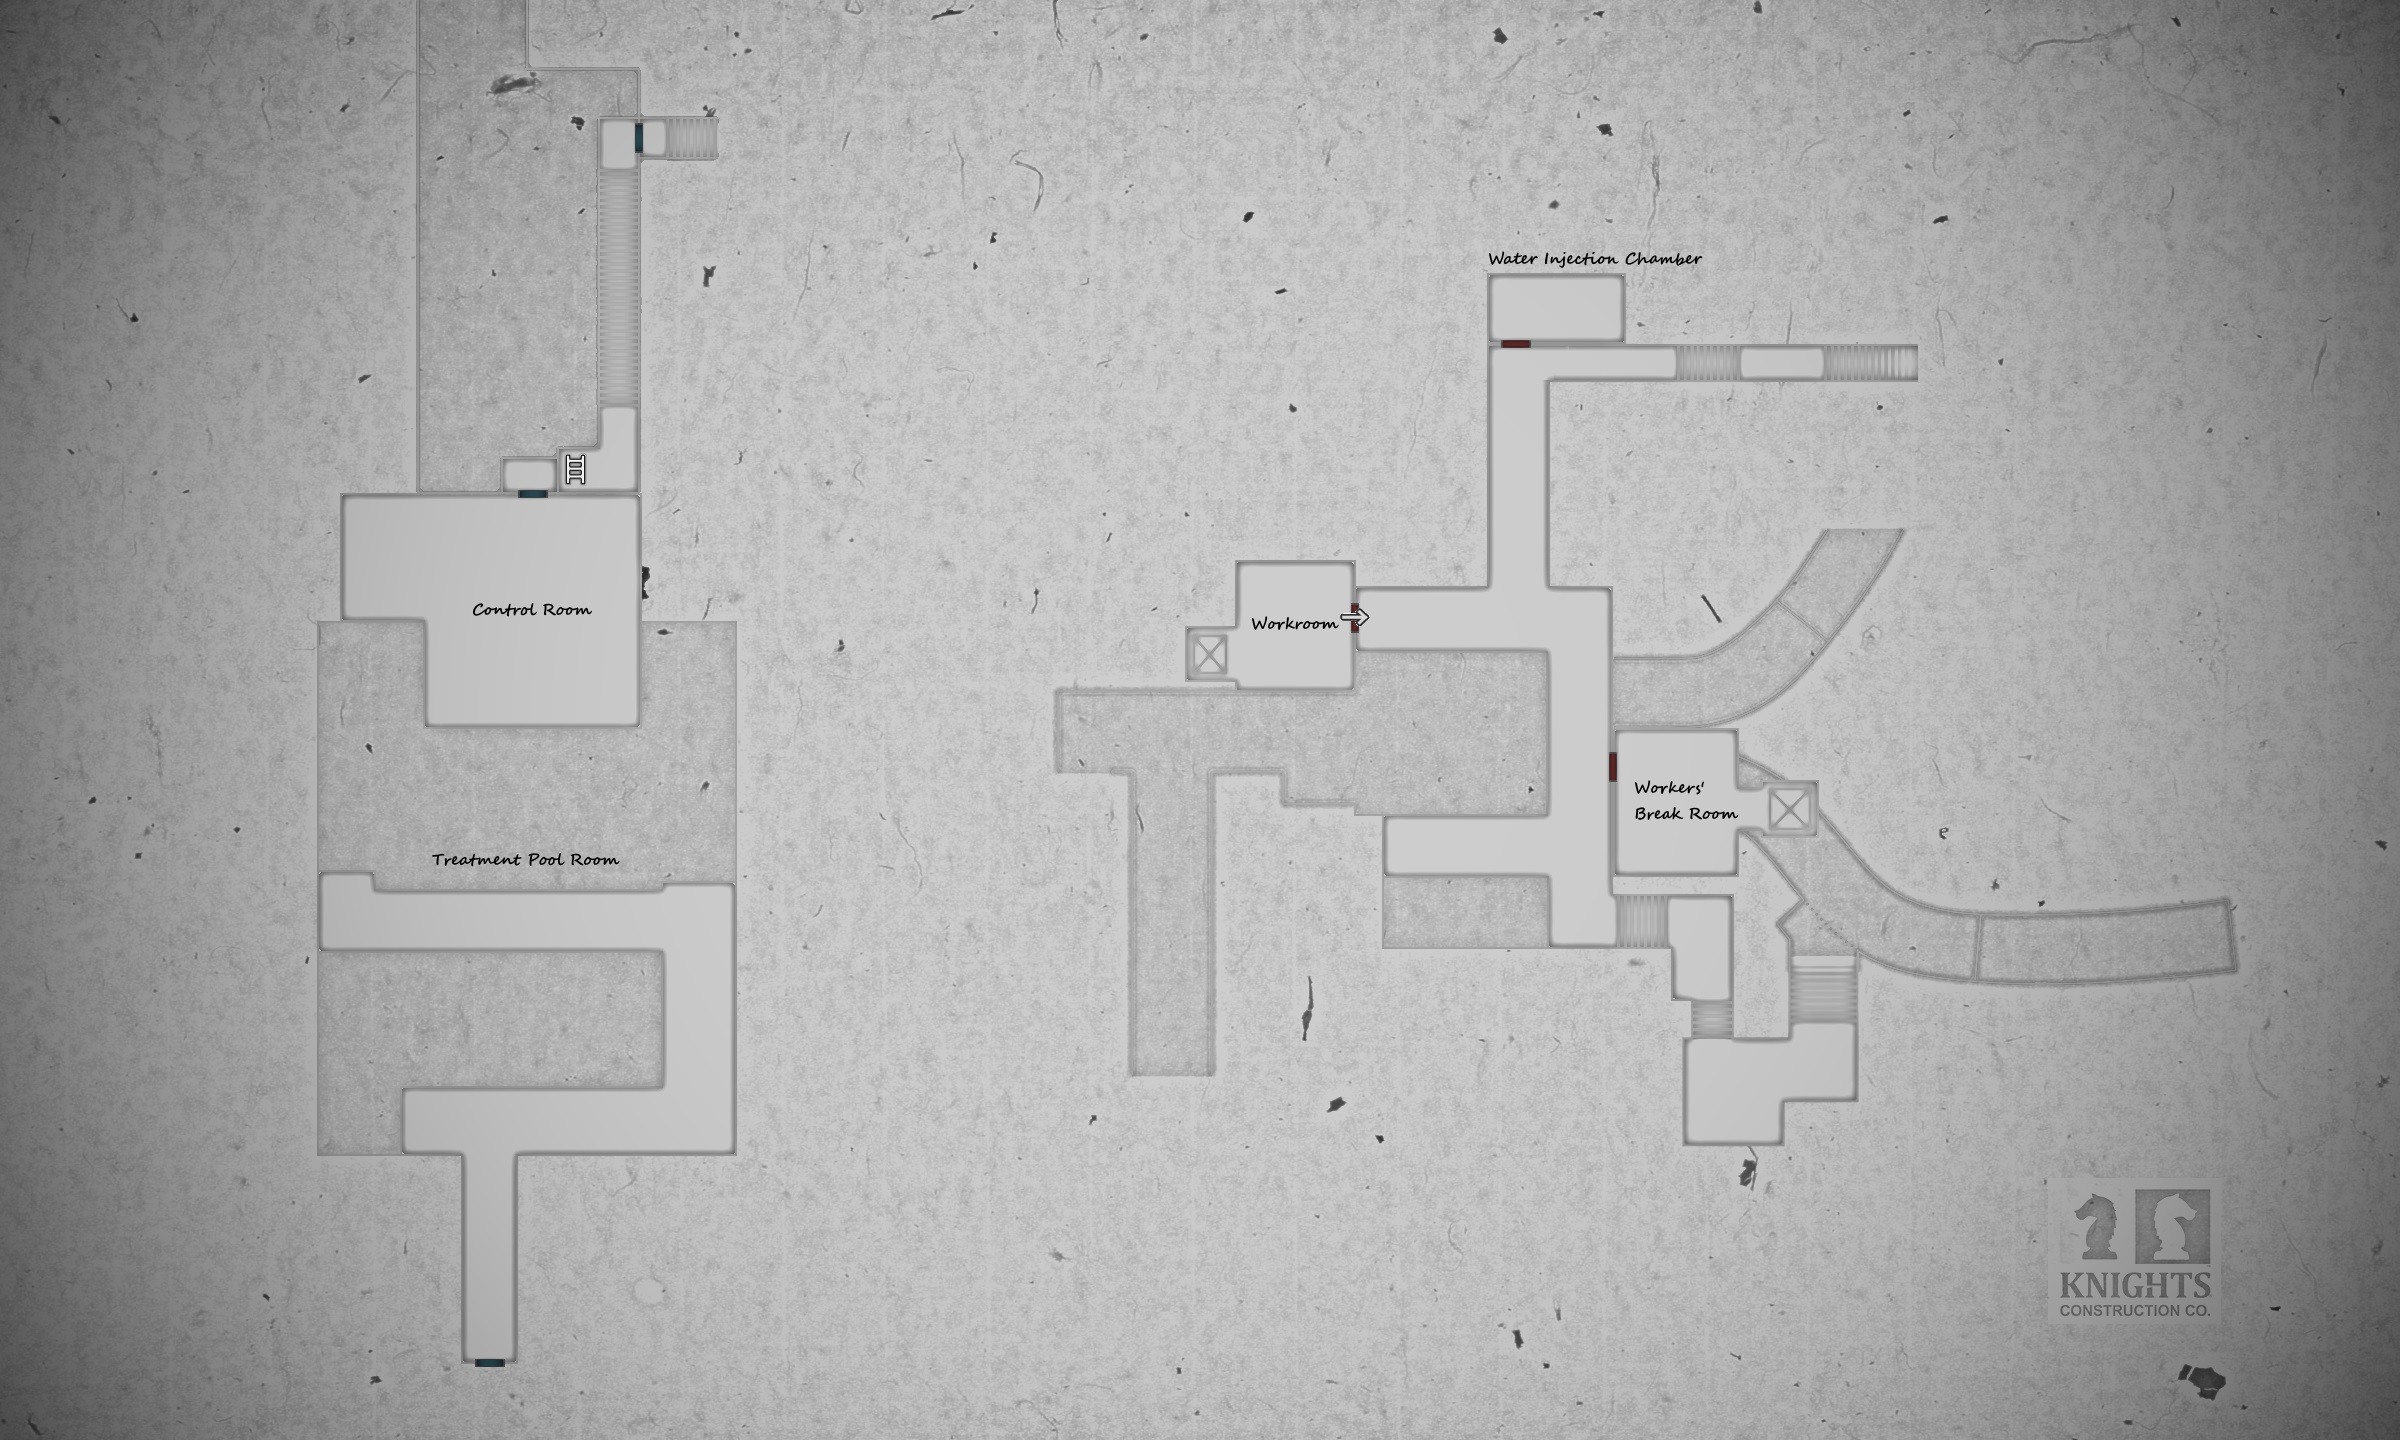 Water Injection Chamber
Control Room
Workroom
Workers'
Break Room
Treatment Pool Room
KNIGHTS
CONSTRUCTION CO.